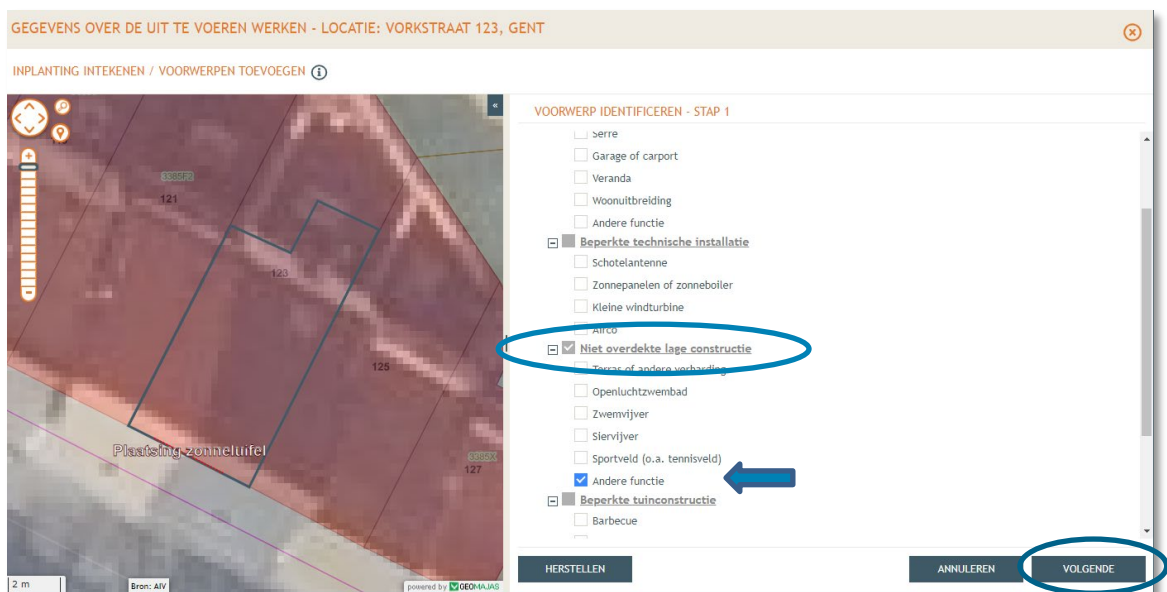 GEGEVENS OVER DE UIT TE VOEREN WERKEN - LOCATIE: VORKSTRAAT 123, GENT
INPLANTING INTEKENEN / VOORWERPEN TOEVOEGEN
3385F2
121
123
125
Plaatsing zonneluifel
3385X
127
2 m
Bron: AIV
powered by GEOMAJAS
«
VOORWERP IDENTIFICEREN - STAP 1
Serre
Garage of carport
Veranda
Woonuitbreiding
Andere functie
Beperkte technische installatie
Schotelantenne
Zonnepanelen of zonneboiler
Kleine windturbine
Airco
Niet overdekte lage constructie
Terras of andere verharding
Openluchtzwembad
Zwemvijver
Siervijver
Sportveld (o.a. tennisveld)
Andere functie
Beperkte tuinconstructie
Barbecue
HERSTELLEN
ANNULEREN
VOLGENDE